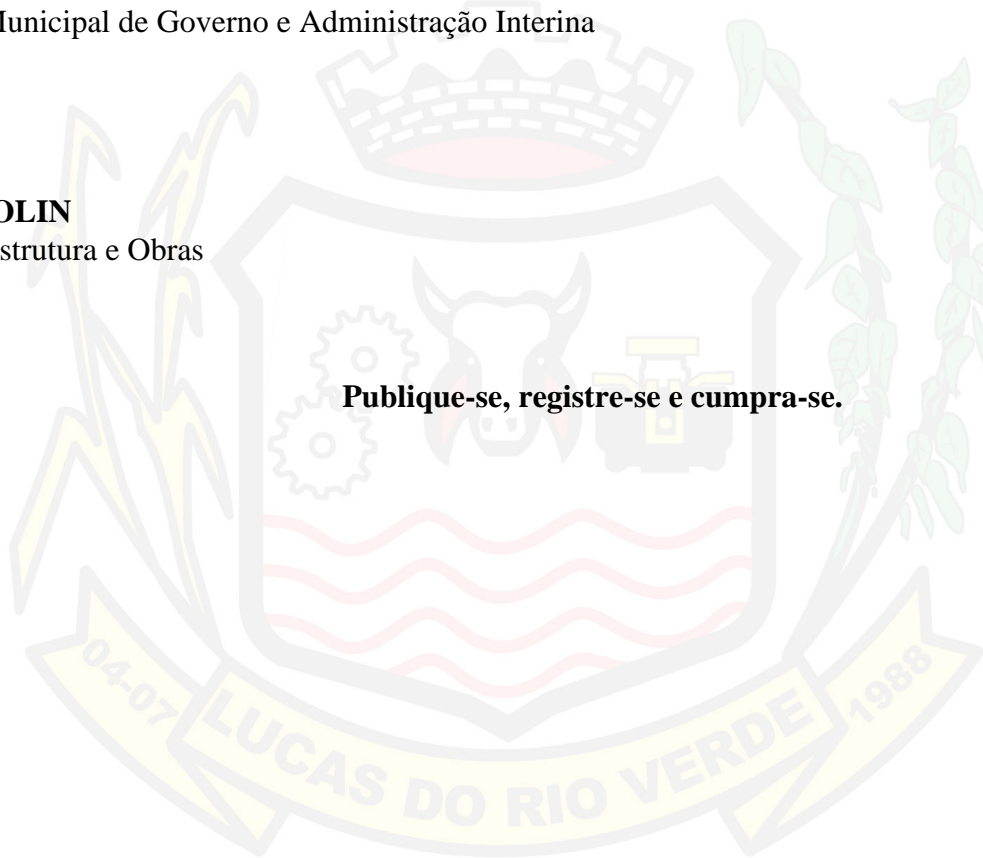 Municipal de Governo e Administração Interina
OLIN
estrutura e Obras
Publique-se, registre-se e cumpra-se.
04-07
LUCAS DO RIO VERDE
1988